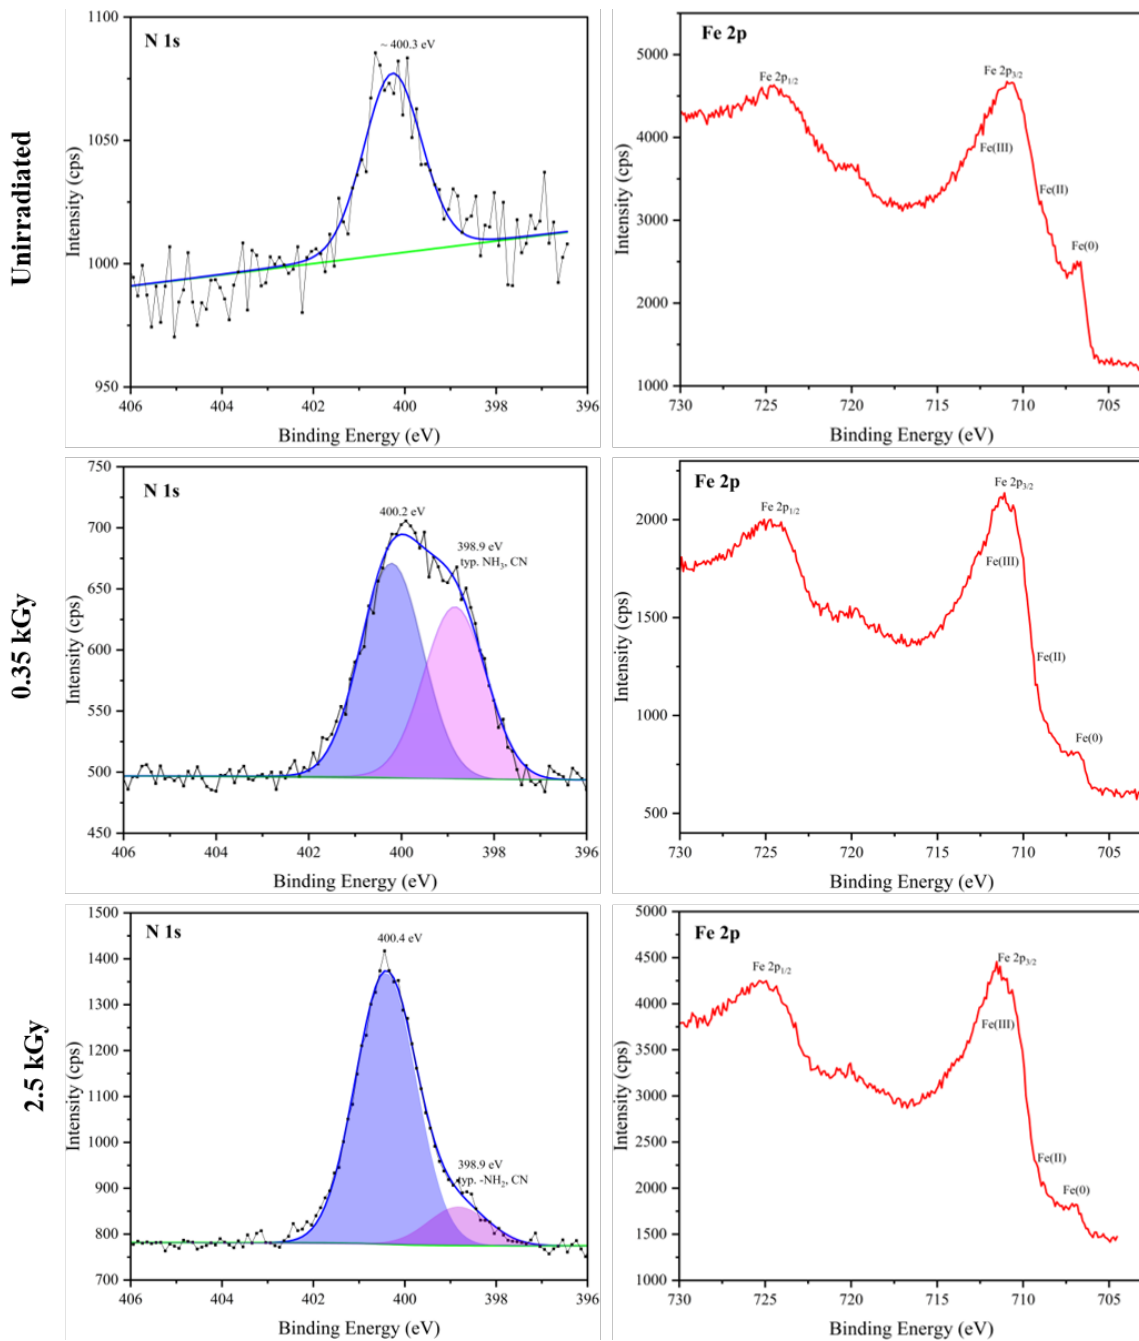 Unirradiated
N 1s
~ 400.3 eV
1100
1050
1000
950
Intensity (cps)
406 404 402 400 398 396
Binding Energy (eV)
Fe 2p
Fe 2p1/2
Fe 2p3/2
Fe(III)
Fe(II)
Fe(0)
5000
4000
3000
2000
1000
Intensity (cps)
730 725 720 715 710 705
Binding Energy (eV)
0.35 kGy
N 1s
400.2 eV
398.9 eV
typ. NH3, CN
750
700
650
600
550
500
450
Intensity (cps)
406 404 402 400 398 396
Binding Energy (eV)
Fe 2p
Fe 2p1/2
Fe 2p3/2
Fe(III)
Fe(II)
Fe(0)
2000
1500
1000
500
Intensity (cps)
730 725 720 715 710 705
Binding Energy (eV)
2.5 kGy
N 1s
400.4 eV
398.9 eV
typ. -NH2, CN
1500
1400
1300
1200
1100
1000
900
800
700
Intensity (cps)
406 404 402 400 398 396
Binding Energy (eV)
Fe 2p
Fe 2p1/2
Fe 2p3/2
Fe(III)
Fe(II)
Fe(0)
5000
4500
4000
3500
3000
2500
2000
1500
1000
Intensity (cps)
730 725 720 715 710 705
Binding Energy (eV)